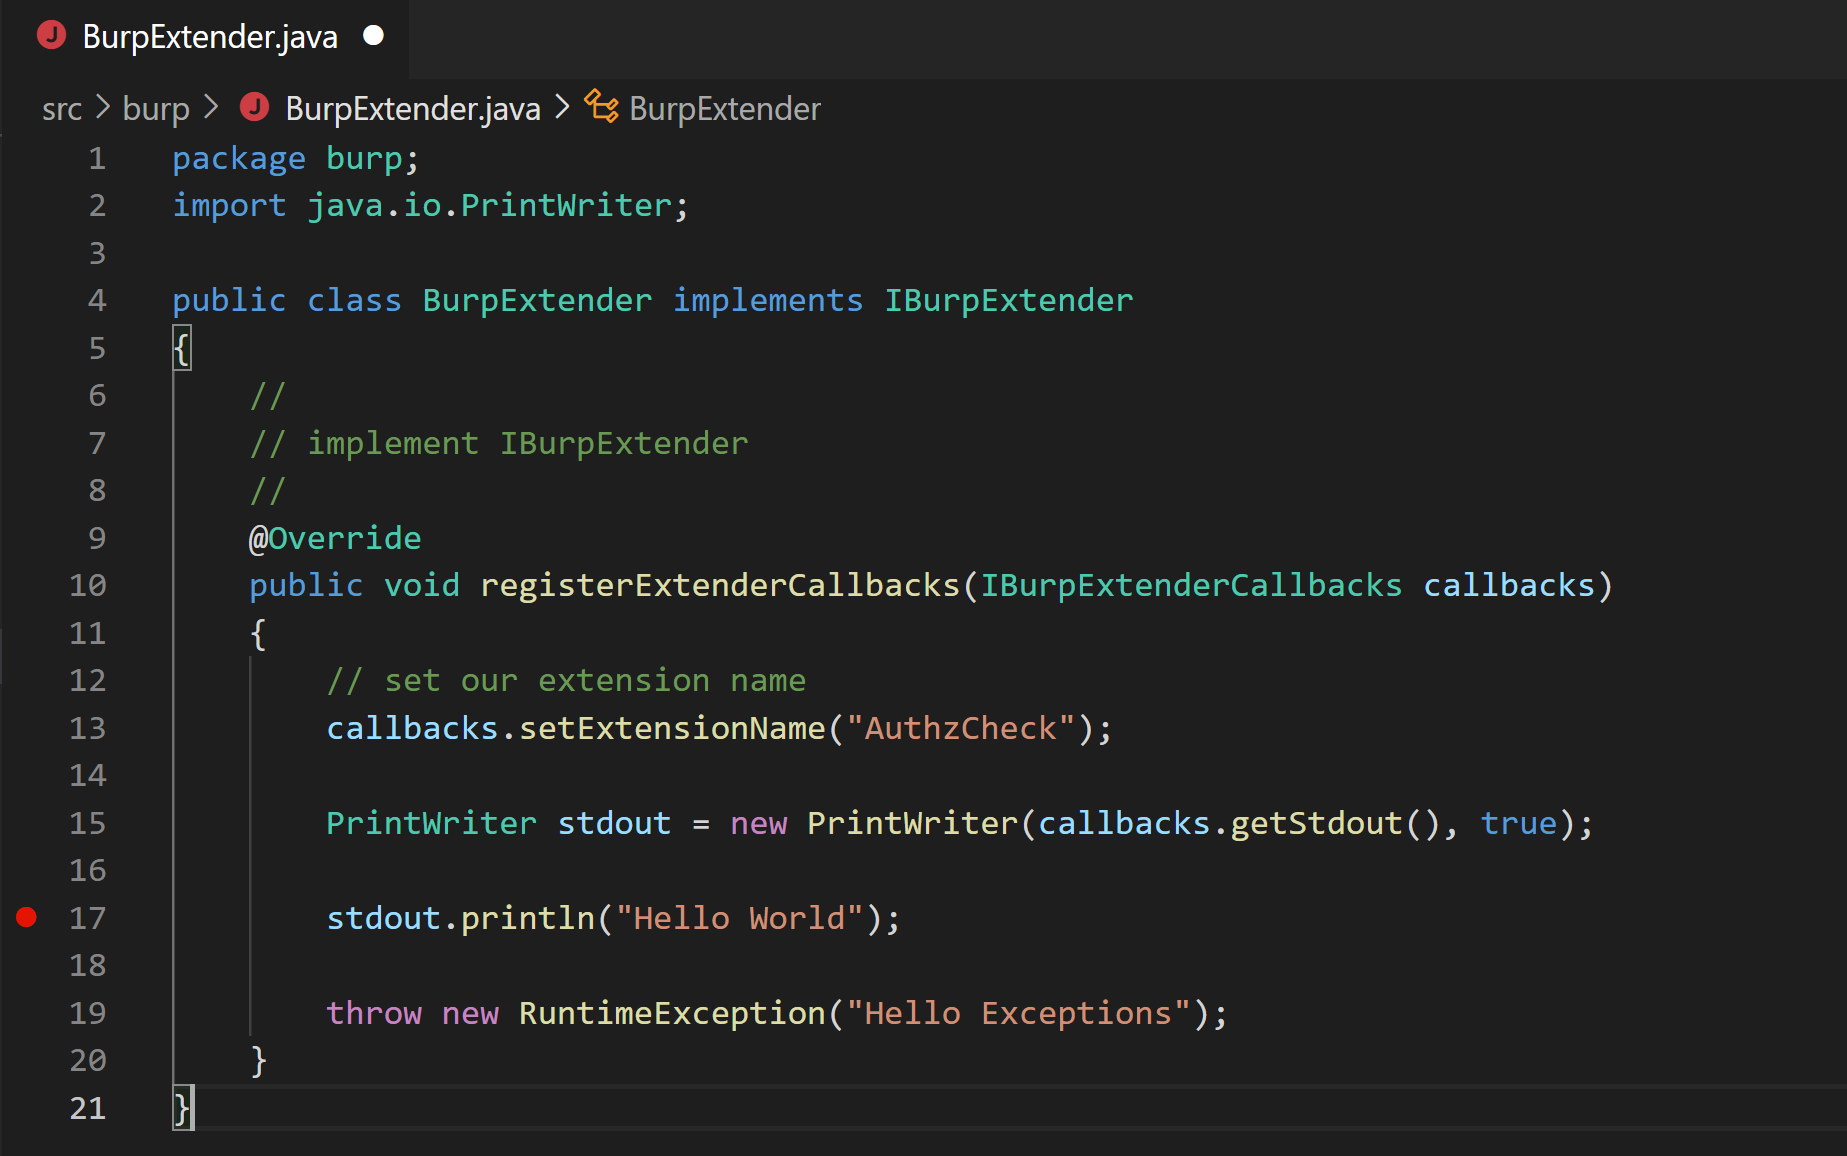 BurpExtender.java
src > burp > BurpExtender.java > BurpExtender
1 package burp;
2 import java.io.PrintWriter;
3
4 public class BurpExtender implements IBurpExtender
5 {
6     //
7     // implement IBurpExtender
8     //
9     @Override
10     public void registerExtenderCallbacks(IBurpExtenderCallbacks callbacks)
11     {
12         // set our extension name
13         callbacks.setExtensionName("AuthzCheck");
14
15         PrintWriter stdout = new PrintWriter(callbacks.getStdout(), true);
16
17         stdout.println("Hello World");
18
19         throw new RuntimeException("Hello Exceptions");
20     }
21 }